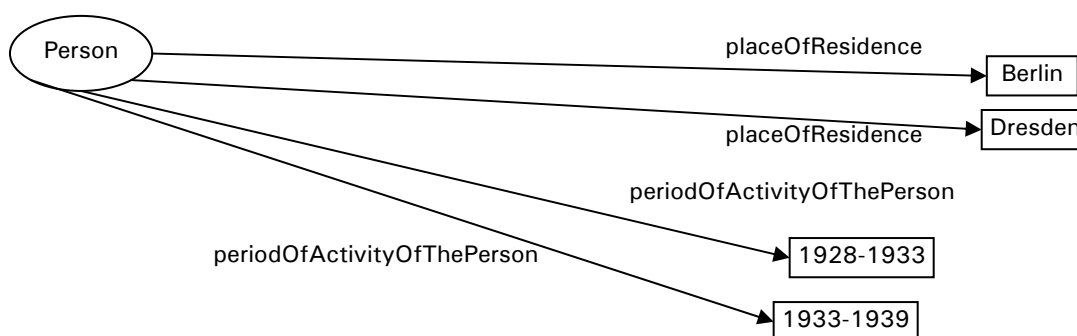 Person
placeOfResidence
Berlin
placeOfResidence
Dresden
periodOfActivityOfThePerson
periodOfActivityOfThePerson
1928-1933
1933-1939